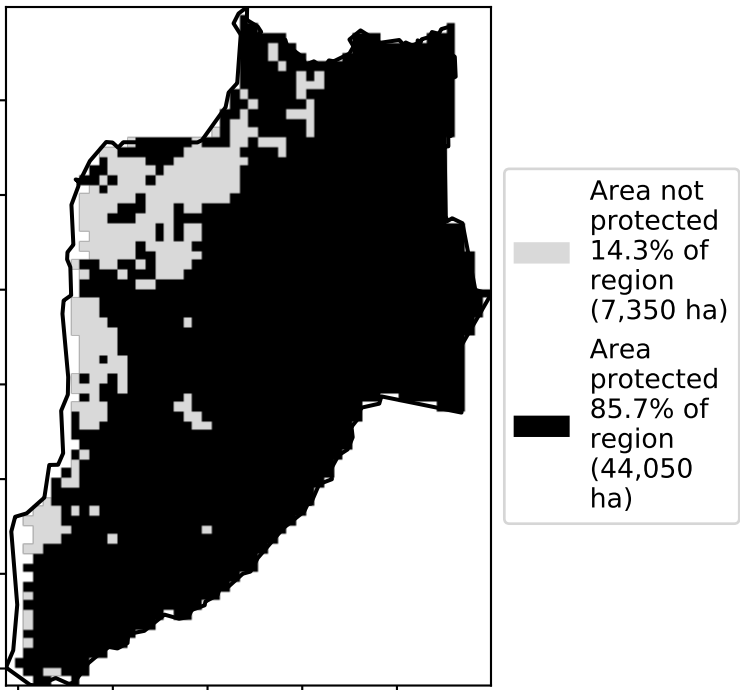 Area not
protected
14.3% of
region
(7,350 ha)
Area
protected
85.7% of
region
(44,050
ha)